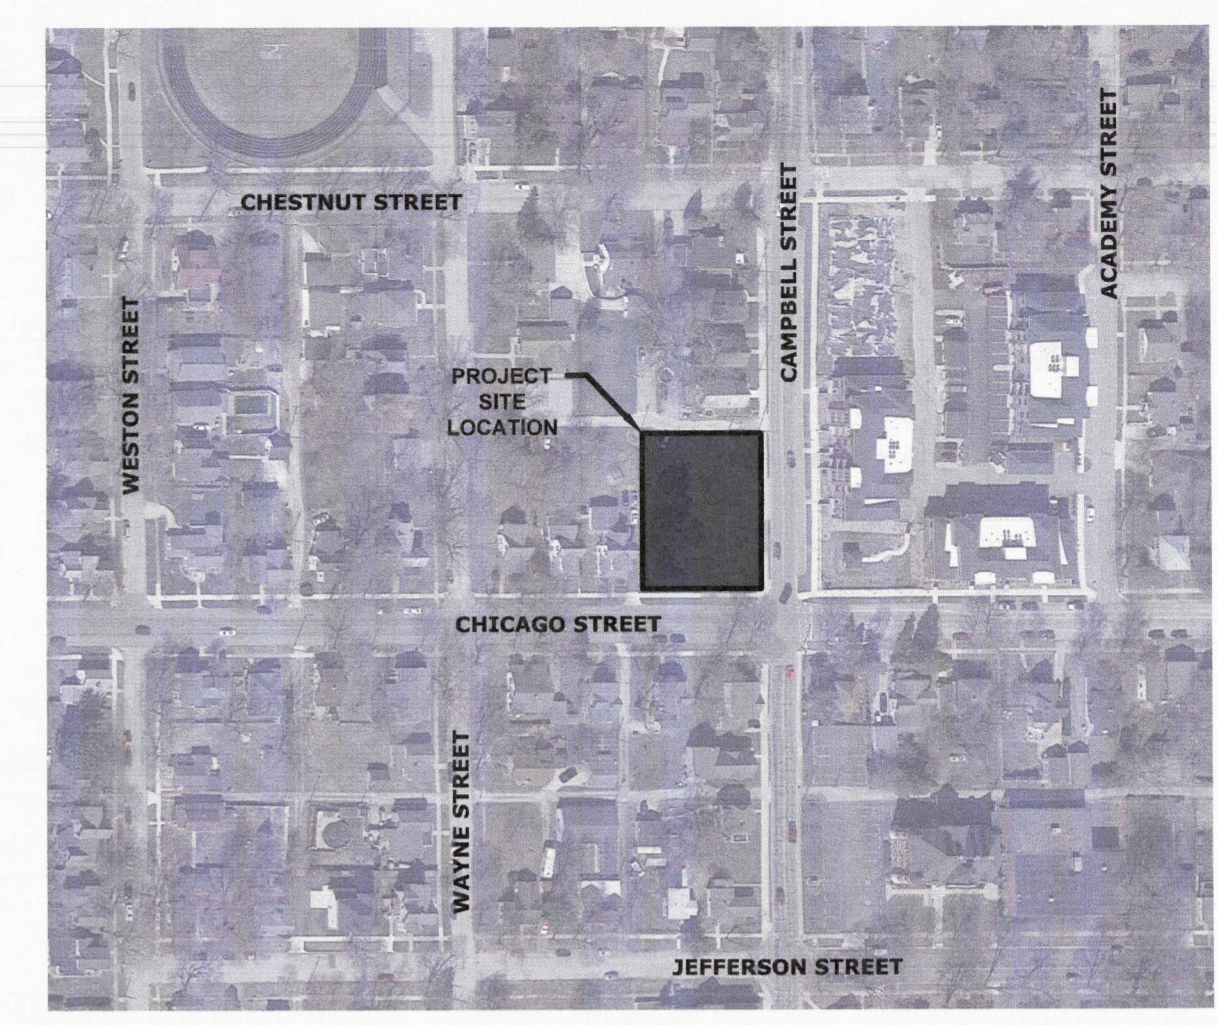 CHESTNUT STREET
CAMPBELL STREET
ACADEMY STREET
WESTON STREET
PROJECT
SITE
LOCATION
CHICAGO STREET
WAYNE STREET
JEFFERSON STREET